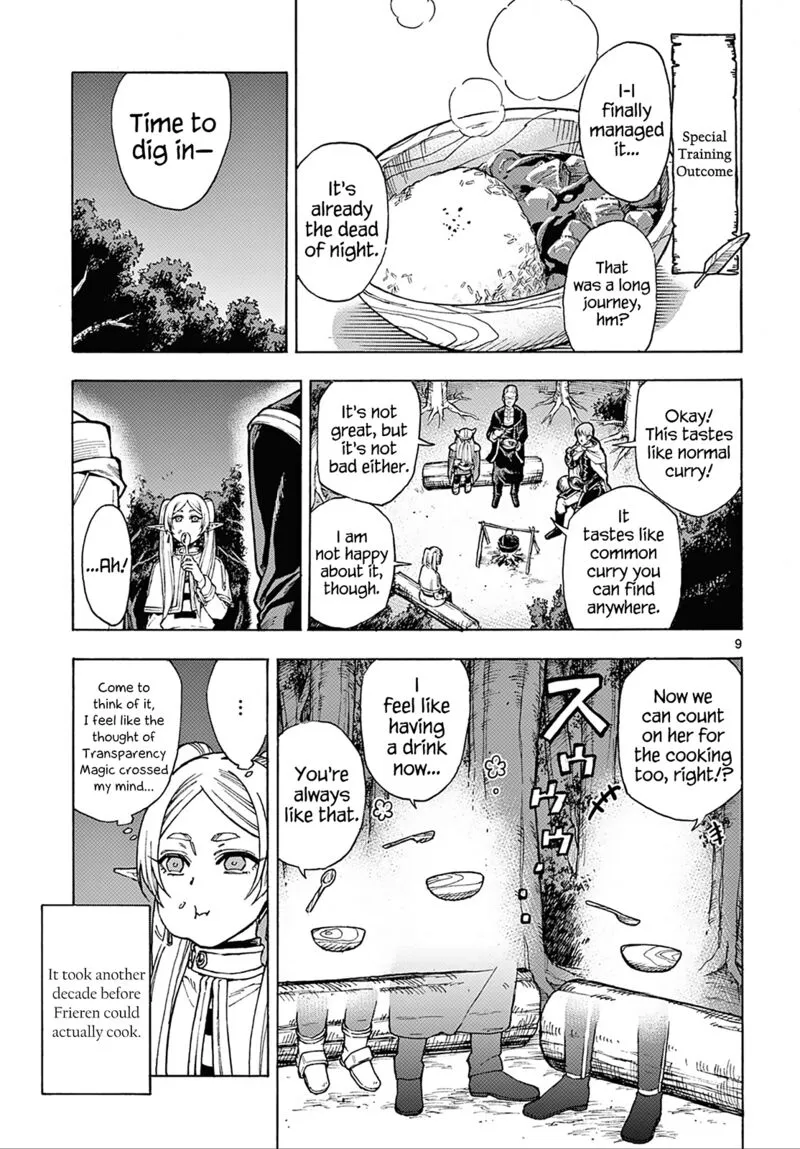 Special
Training
Outcome
I-I
finally
managed
it...
That
was a long
journey,
hm?
It's
already
the dead
of night.
Time to
dig in—
Okay!
This tastes
like normal
curry!
It
tastes like
common
curry you
can find
anywhere.
It's not
great, but
it's not
bad either.
I am
not happy
about it,
though.
...Ah!
9
Now we
can count
on her for
the cooking
too, right!?
スゥゥゥ...
I
feel like
having
a drink
now...
You're
always
like that.
...
Come to
think of it,
I feel like the
thought of
Transparency
Magic crossed
my mind...
It took another
decade before
Frieren could
actually cook.